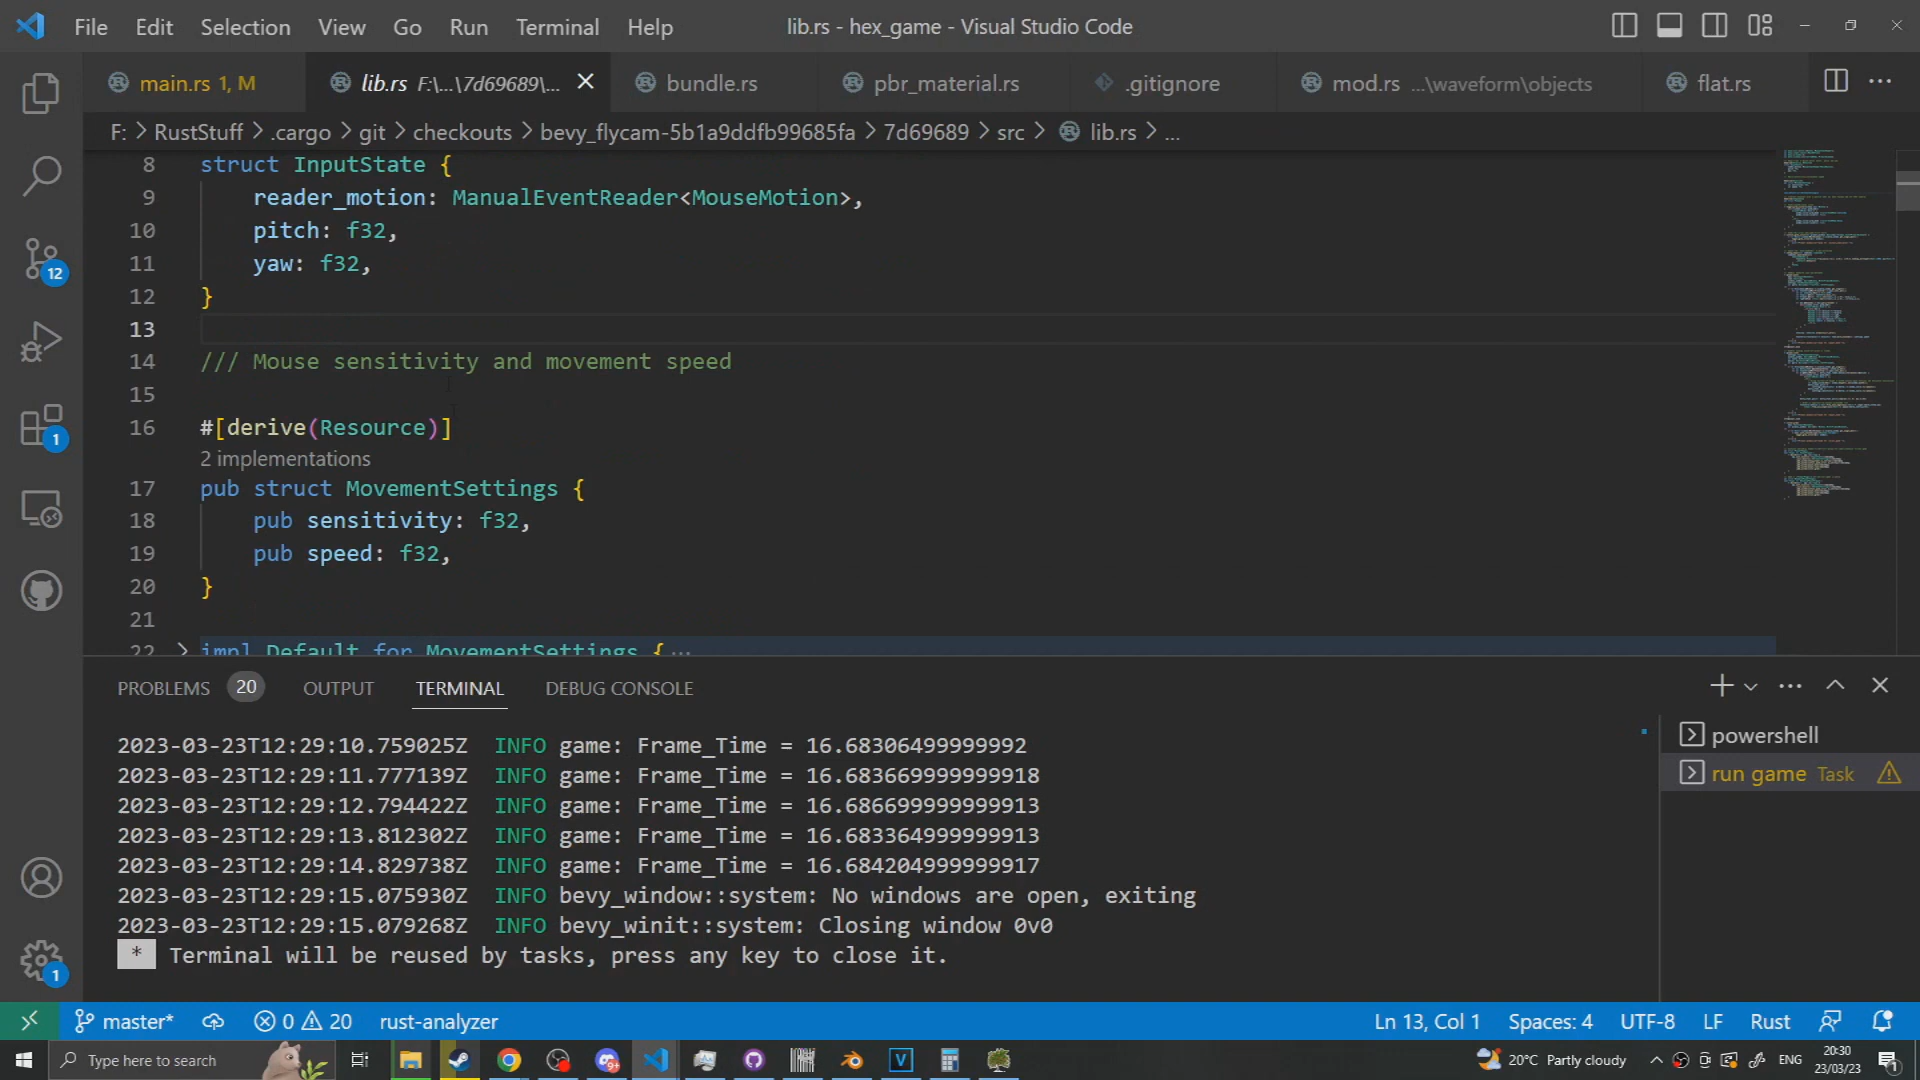 File Edit Selection View Go Run Terminal Help lib.rs - hex_game - Visual Studio Code
main.rs 1, M lib.rs F:\...\7d69689\... bundle.rs pbr_material.rs .gitignore mod.rs ...\waveform\objects flat.rs
F: > RustStuff > .cargo > git > checkouts > bevy_flycam-5b1a9ddfb99685fa > 7d69689 > src > lib.rs > ...
8 struct InputState {
9 reader_motion: ManualEventReader<MouseMotion>,
10 pitch: f32,
11 yaw: f32,
12 }
13
14 /// Mouse sensitivity and movement speed
15
16 #[derive(Resource)]
2 implementations
17 pub struct MovementSettings {
18 pub sensitivity: f32,
19 pub speed: f32,
20 }
21
22 impl Default for MovementSettings { ...
12
1
1
PROBLEMS 20 OUTPUT TERMINAL DEBUG CONSOLE
2023-03-23T12:29:10.759025Z INFO game: Frame_Time = 16.68306499999992
2023-03-23T12:29:11.777139Z INFO game: Frame_Time = 16.683669999999918
2023-03-23T12:29:12.794422Z INFO game: Frame_Time = 16.686699999999913
2023-03-23T12:29:13.812302Z INFO game: Frame_Time = 16.683364999999913
2023-03-23T12:29:14.829738Z INFO game: Frame_Time = 16.684204999999917
2023-03-23T12:29:15.075930Z INFO bevy_window::system: No windows are open, exiting
2023-03-23T12:29:15.079268Z INFO bevy_winit::system: Closing window 0v0
* Terminal will be reused by tasks, press any key to close it.
powershell
run game Task
master* 0 20 rust-analyzer Ln 13, Col 1 Spaces: 4 UTF-8 LF Rust
Type here to search 9+ V 20°C Partly cloudy ENG 20:30 1
23/03/23